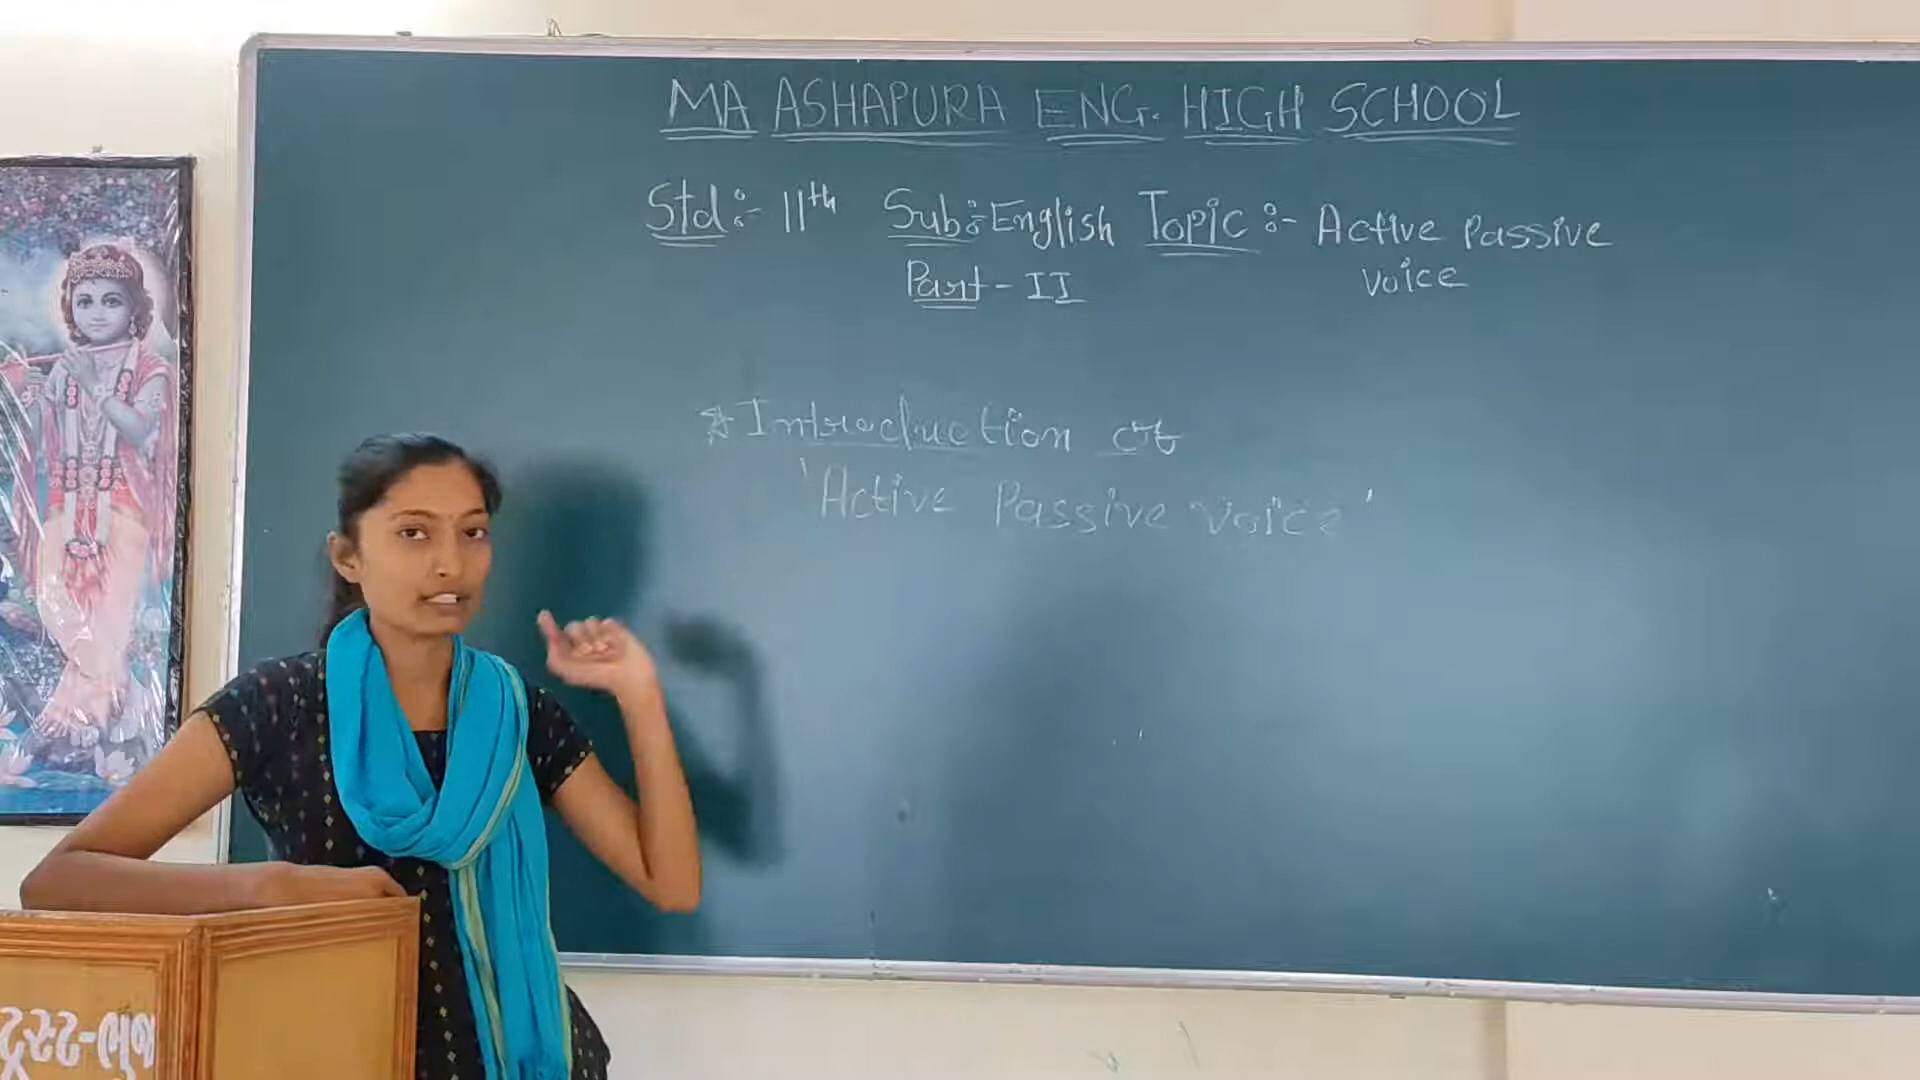 MA ASHAPURA ENG. HIGH SCHOOL
Std:- 11th Sub:- English Topic :- Active Passive
Voice
Part - II
* Introduction of
'Active Passive Voice'